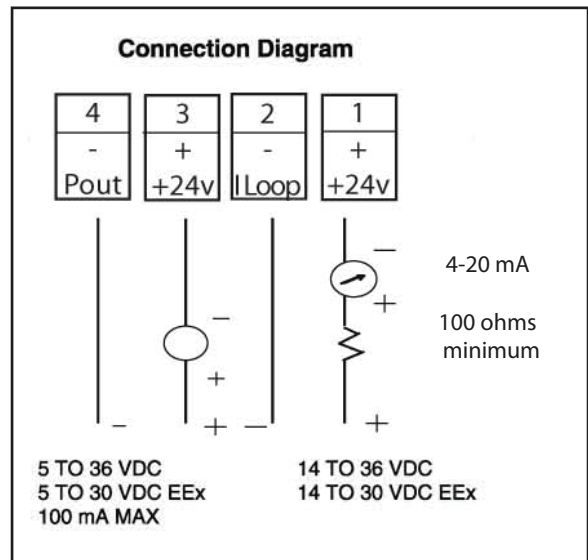 Connection Diagram
4 3 2 1
- + - +
Pout +24v I Loop +24v
−
4-20 mA
+
−
100 ohms
minimum
+
- + − +
5 TO 36 VDC 14 TO 36 VDC
5 TO 30 VDC EEx 14 TO 30 VDC EEx
100 mA MAX